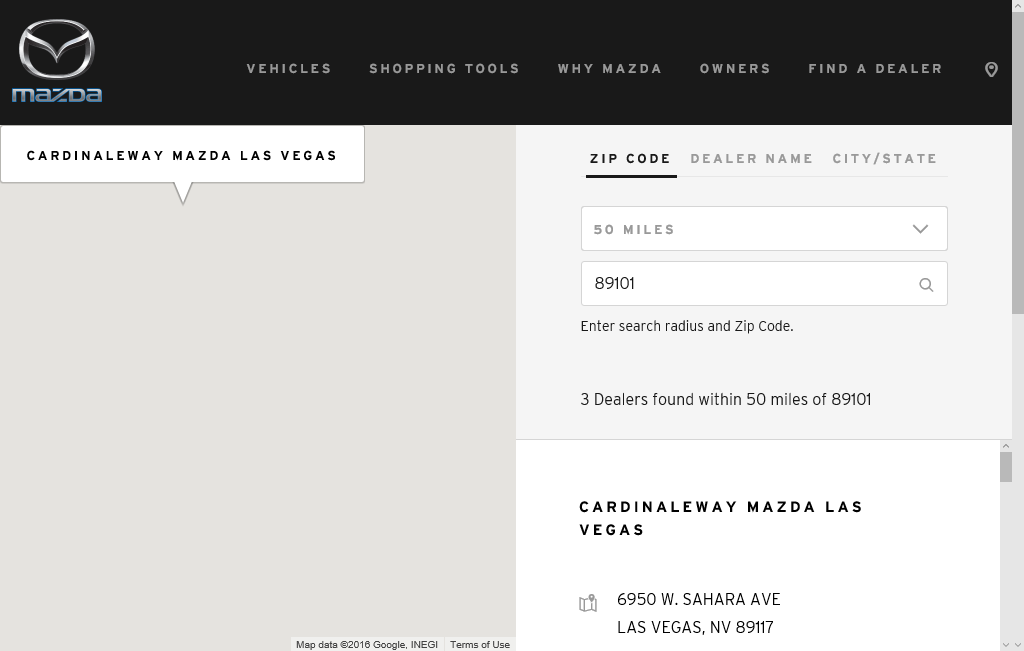 mazda
VEHICLES
SHOPPING TOOLS
WHY MAZDA
OWNERS
FIND A DEALER
CARDINALEWAY MAZDA LAS VEGAS
ZIP CODE
DEALER NAME
CITY/STATE
50 MILES
89101
Enter search radius and Zip Code.
3 Dealers found within 50 miles of 89101
CARDINALEWAY MAZDA LAS
VEGAS
6950 W. SAHARA AVE
LAS VEGAS, NV 89117
Map data ©2016 Google, INEGI
Terms of Use